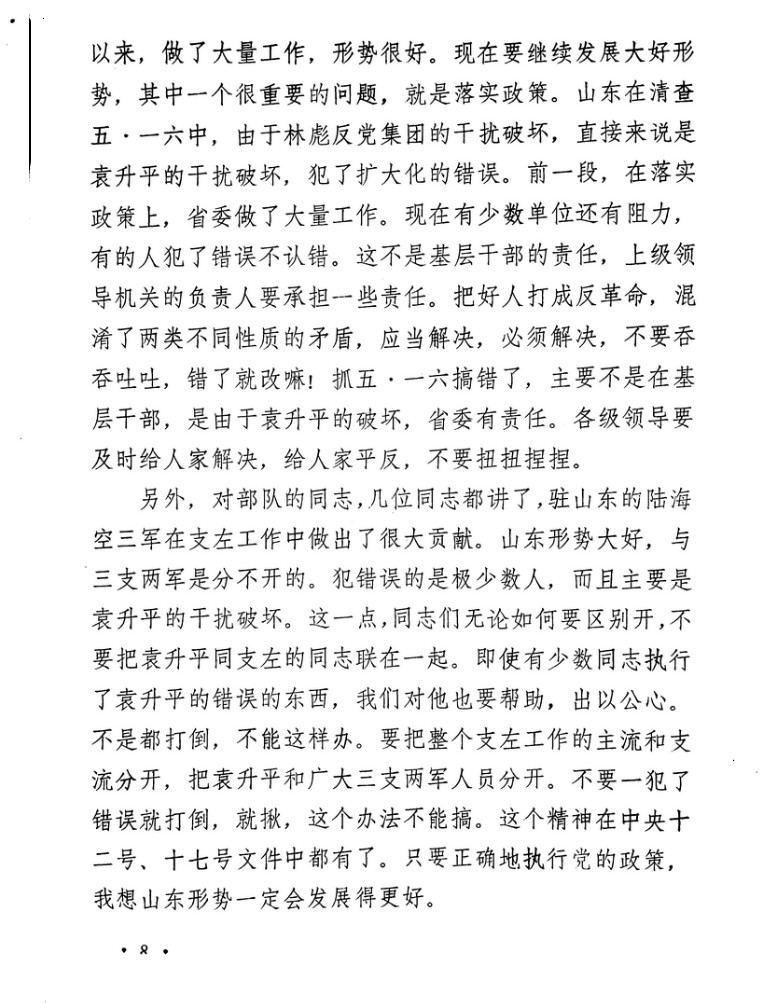 以来，做了大量工作，形势很好。现在要继续发展大好形
势，其中一个很重要的问题，就是落实政策。山东在清查
五·一六中，由于林彪反党集团的干扰破坏，直接来说是
袁升平的干扰破坏，犯了扩大化的错误。前一段，在落实
政策上，省委做了大量工作。现在有少数单位还有阻力，
有的人犯了错误不认错。这不是基层干部的责任，上级领
导机关的负责人要承担一些责任。把好人打成反革命，混
淆了两类不同性质的矛盾，应当解决，必须解决，不要吞
吞吐吐，错了就改嘛！抓五·一六搞错了，主要不是在基
层干部，是由于袁升平的破坏，省委有责任。各级领导要
及时给人家解决，给人家平反，不要扭扭捏捏。
另外，对部队的同志，几位同志都讲了，驻山东的陆海
空三军在支左工作中做出了很大贡献。山东形势大好，与
三支两军是分不开的。犯错误的是极少数人，而且主要是
袁升平的干扰破坏。这一点，同志们无论如何要区别开，不
要把袁升平同支左的同志联在一起。即使有少数同志执行
了袁升平的错误的东西，我们对他也要帮助，出以公心。
不是都打倒，不能这样办。要把整个支左工作的主流和支
流分开，把袁升平和广大三支两军人员分开。不要一犯了
错误就打倒，就揪，这个办法不能搞。这个精神在中央十
二号、十七号文件中都有了。只要正确地执行党的政策，
我想山东形势一定会发展得更好。
· 8 ·